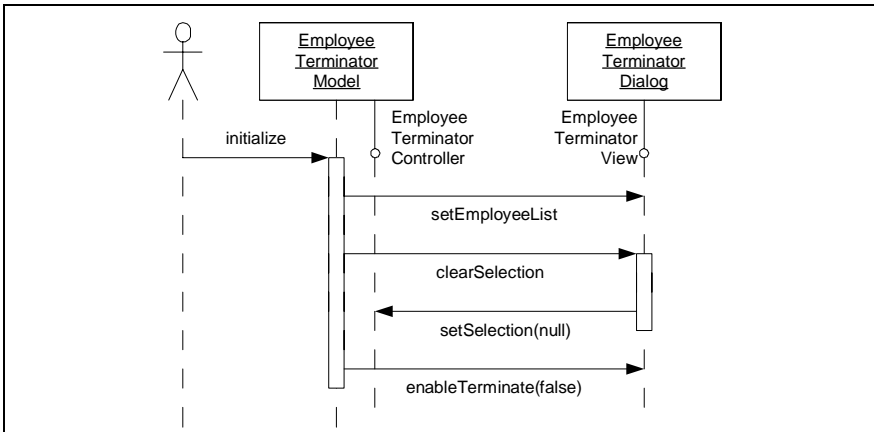 Employee
Terminator
Model
Employee
Terminator
Dialog
Employee
Terminator
Controller
Employee
Terminator
View
initialize
setEmployeeList
clearSelection
setSelection(null)
enableTerminate(false)